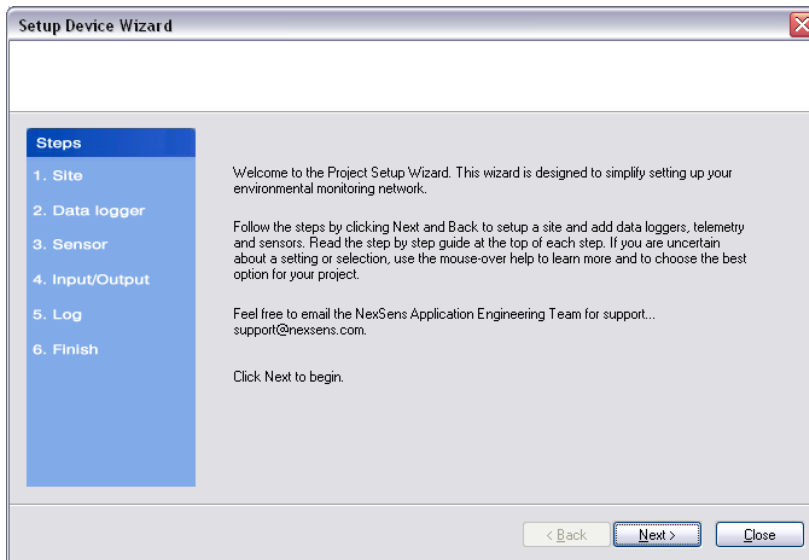 Setup Device Wizard
Steps
1. Site
2. Data logger
3. Sensor
4. Input/Output
5. Log
6. Finish
Welcome to the Project Setup Wizard. This wizard is designed to simplify setting up your
environmental monitoring network.
Follow the steps by clicking Next and Back to setup a site and add data loggers, telemetry
and sensors. Read the step by step guide at the top of each step. If you are uncertain
about a setting or selection, use the mouse-over help to learn more and to choose the best
option for your project.
Feel free to email the NexSens Application Engineering Team for support...
support@nexsens.com.
Click Next to begin.
< Back Next > Close